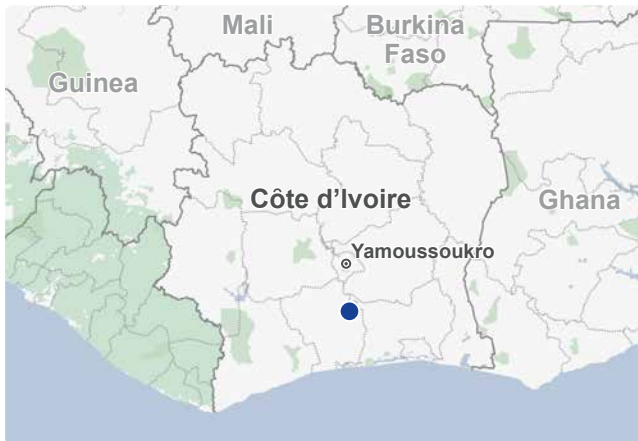 Mali
Burkina
Faso
Guinea
Côte d’Ivoire
Ghana
Yamoussoukro